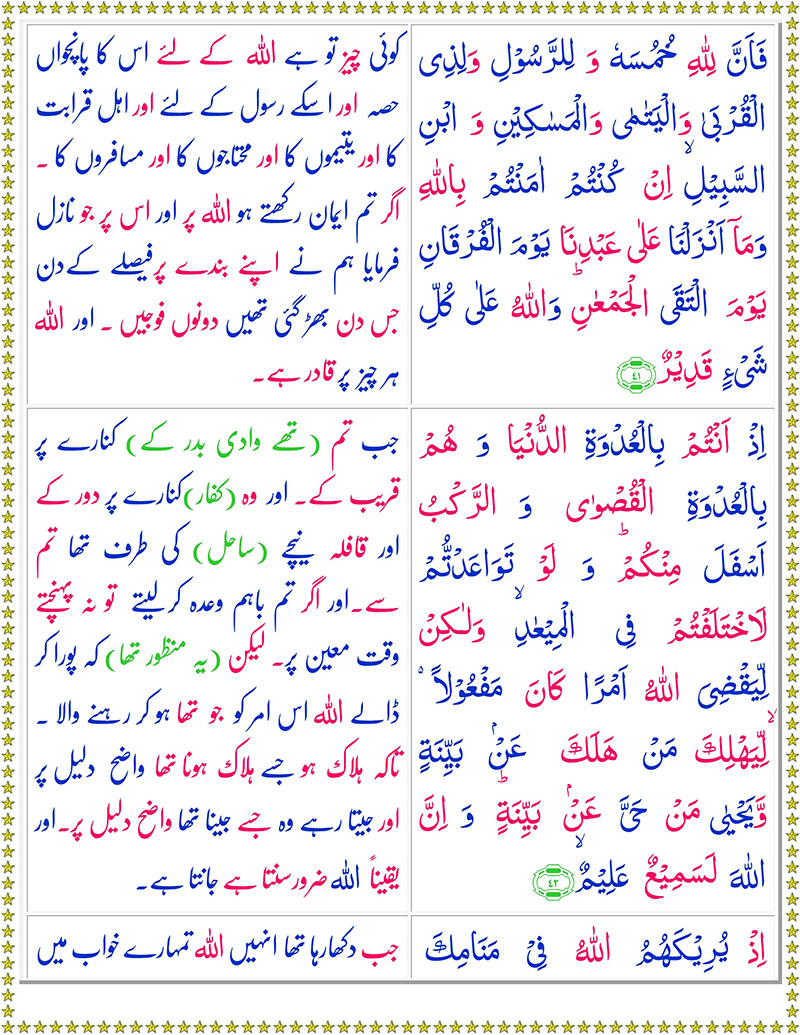 فَاَنَّ لِلّٰهِ خُمُسَهٗ وَ لِلرَّسُوْلِ وَلِذِی
الْقُرْبٰی وَالْیَتٰمٰی وَالْمَسٰكِیْنِ وَ ابْنِ
السَّبِیْلِ ۙ اِنْ كُنْتُمْ اٰمَنْتُمْ بِاللّٰهِ
وَمَاۤ اَنْزَلْنَا عَلٰی عَبْدِنَا یَوْمَ الْفُرْقَانِ
یَوْمَ الْتَقَی الْجَمْعٰنِ ؕ وَاللّٰهُ عَلٰی كُلِّ
شَیْءٍ قَدِیْرٌ ﴿۴۱﴾
کوئی چیز تو ہے اللہ کے لئے اس کا پانچواں
حصہ اور اسکے رسول کے لئے اور اہل قرابت
کا اور یتیموں کا اور محتاجوں کا اور مسافروں کا ۔
اگر تم ایمان رکھتے ہو اللہ پر اور اس پر جو نازل
فرمایا ہم نے اپنے بندے پر فیصلے کے دن
جس دن بھڑ گئی تھیں دونوں فوجیں ۔ اور اللہ
ہر چیز پر قادر ہے ۔
اِذْ اَنْتُمْ بِالْعُدْوَةِ الدُّنْیَا وَ هُمْ
بِالْعُدْوَةِ الْقُصْوٰی وَ الرَّكْبُ
اَسْفَلَ مِنْكُمْ ؕ وَ لَوْ تَوَاعَدْتُّمْ
لَاخْتَلَفْتُمْ فِی الْمِیْعٰدِ ۙ وَلٰكِنْ
لِّیَقْضِیَ اللّٰهُ اَمْرًا كَانَ مَفْعُوْلًا ۙ۬
لِّیَهْلِكَ مَنْ هَلَكَ عَنْۢ بَیِّنَةٍ
وَّیَحْیٰی مَنْ حَیَّ عَنْۢ بَیِّنَةٍ ؕ وَ اِنَّ
اللّٰهَ لَسَمِیْعٌ عَلِیْمٌ ۙ ﴿۴۲﴾
جب تم (تھے وادی بدر کے) کنارے پر
قریب کے ۔ اور وہ (کفار) کنارے پر دور کے
اور قافلہ نیچے (ساحل) کی طرف تھا تم
سے ۔ اور اگر تم باہم وعدہ کر لیتے تو نہ پہنچتے
وقت معین پر ۔ لیکن (یہ منظور تھا) کہ پورا کر
ڈالے اللہ اس امر کو جو تھا ہو کر رہنے والا ۔
تاکہ ہلاک ہو جسے ہلاک ہونا تھا واضح دلیل پر
اور جیتا رہے وہ جسے جینا تھا واضح دلیل پر ۔ اور
یقیناً اللہ ضرور سنتا ہے جانتا ہے ۔
اِذْ یُرِیْكَهُمُ اللّٰهُ فِیْ مَنَامِكَ
جب دکھا رہا تھا انہیں اللہ تمہارے خواب میں